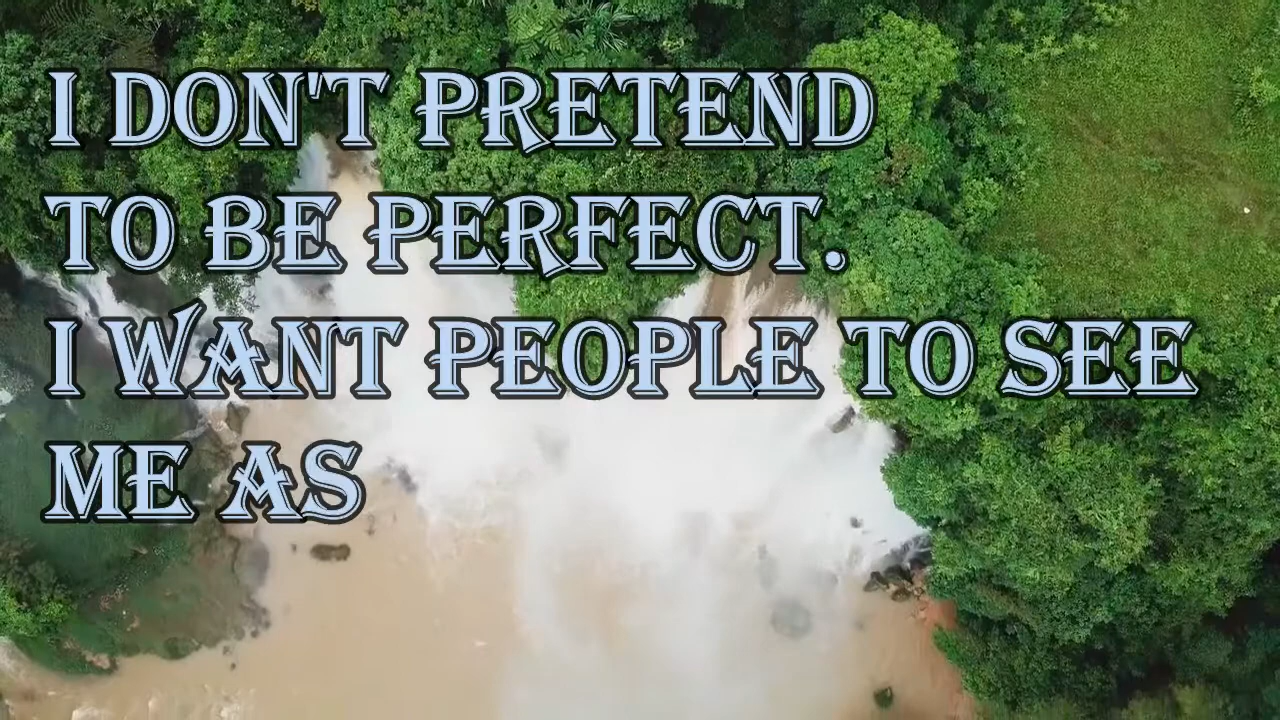 I DON'T PRETEND
TO BE PERFECT.
I WANT PEOPLE TO SEE
ME AS